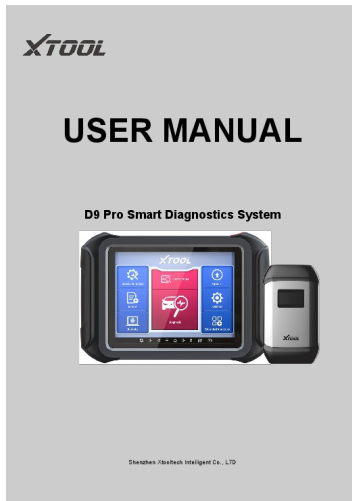 XTOOL
USER MANUAL
D9 Pro Smart Diagnostics System
XTOOL
XTOOL
Shenzhen Xtooltech Intelligent Co., LTD